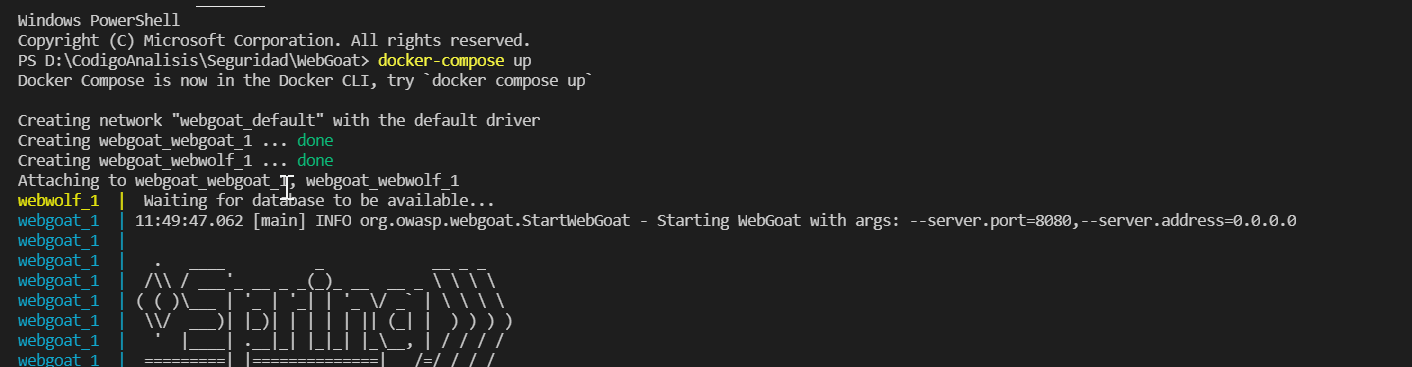 Windows PowerShell
Copyright (C) Microsoft Corporation. All rights reserved.
PS D:\CodigoAnalisis\Seguridad\WebGoat> docker-compose up
Docker Compose is now in the Docker CLI, try `docker compose up`
Creating network "webgoat_default" with the default driver
Creating webgoat_webgoat_1 ... done
Creating webgoat_webwolf_1 ... done
Attaching to webgoat_webgoat_1, webgoat_webwolf_1
webwolf_1  |  Waiting for database to be available...
webgoat_1  | 11:49:47.062 [main] INFO org.owasp.webgoat.StartWebGoat - Starting WebGoat with args: --server.port=8080,--server.address=0.0.0.0
webgoat_1  |
webgoat_1  |   .   ____          _            __ _ _
webgoat_1  |  /\\ / ___'_ __ _ _(_)_ __  __ _ \ \ \ \
webgoat_1  | ( ( )\___ | '_ | '_| | '_ \/ _` | \ \ \ \
webgoat_1  |  \\/  ___)| |_)| | | | | || (_| |  ) ) ) )
webgoat_1  |   '  |____| .__|_| |_|_| |_\__, | / / / /
webgoat_1  |  =========|_|==============|___/=/_/_/_/